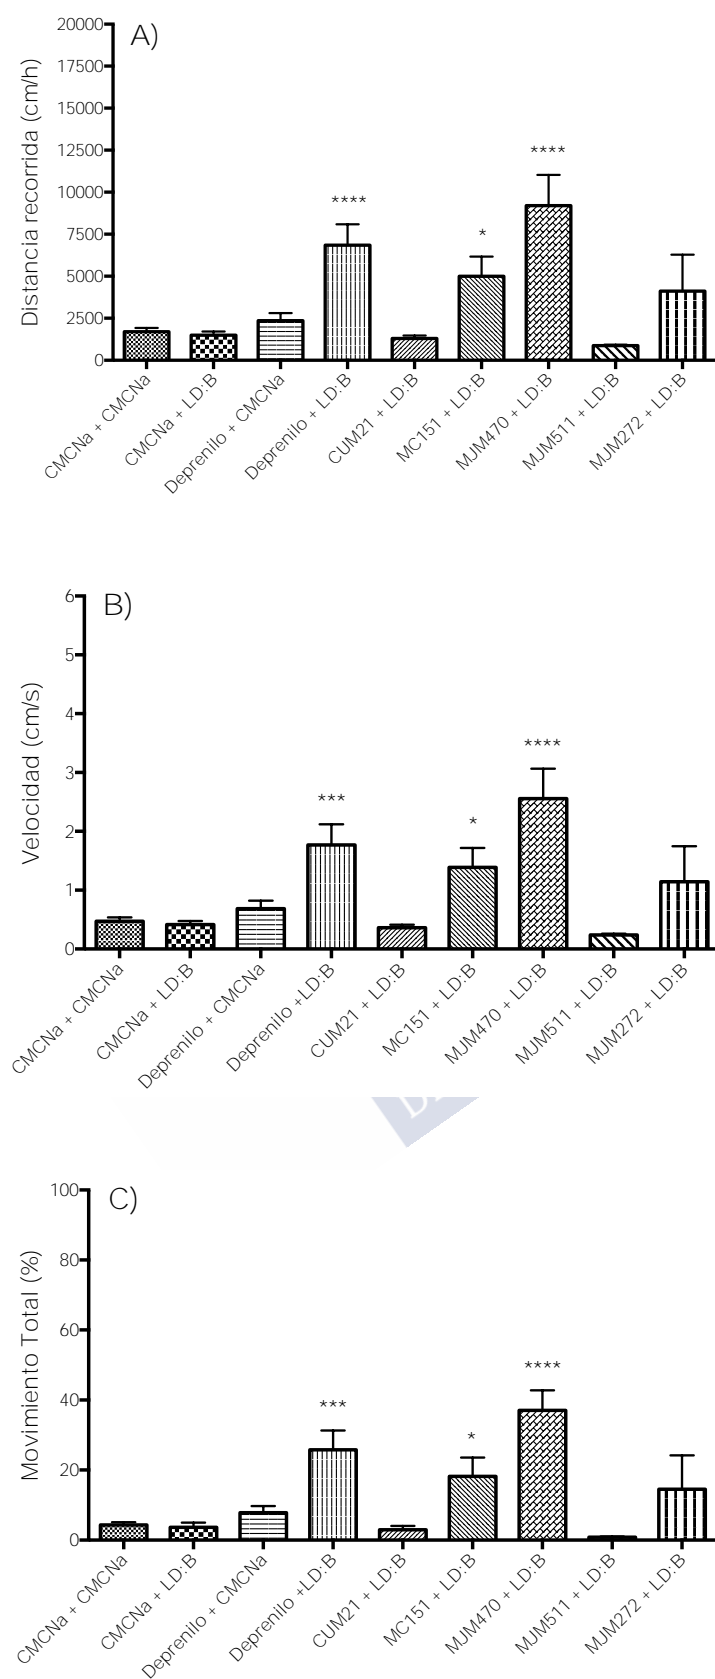 A)
Distancia recorrida (cm/h)
20000
17500
15000
12500
10000
7500
5000
2500
0
****
*
****
CMCNa + CMCNa
CMCNa + LD:B
Deprenilo + CMCNa
Deprenilo + LD:B
CUM21 + LD:B
MC151 + LD:B
MJM470 + LD:B
MJM511 + LD:B
MJM272 + LD:B
B)
Velocidad (cm/s)
6
5
4
3
2
1
0
***
*
****
CMCNa + CMCNa
CMCNa + LD:B
Deprenilo + CMCNa
Deprenilo +LD:B
CUM21 + LD:B
MC151 + LD:B
MJM470 + LD:B
MJM511 + LD:B
MJM272 + LD:B
C)
Movimiento Total (%)
100
80
60
40
20
0
***
*
****
CMCNa + CMCNa
CMCNa + LD:B
Deprenilo + CMCNa
Deprenilo +LD:B
CUM21 + LD:B
MC151 + LD:B
MJM470 + LD:B
MJM511 + LD:B
MJM272 + LD:B